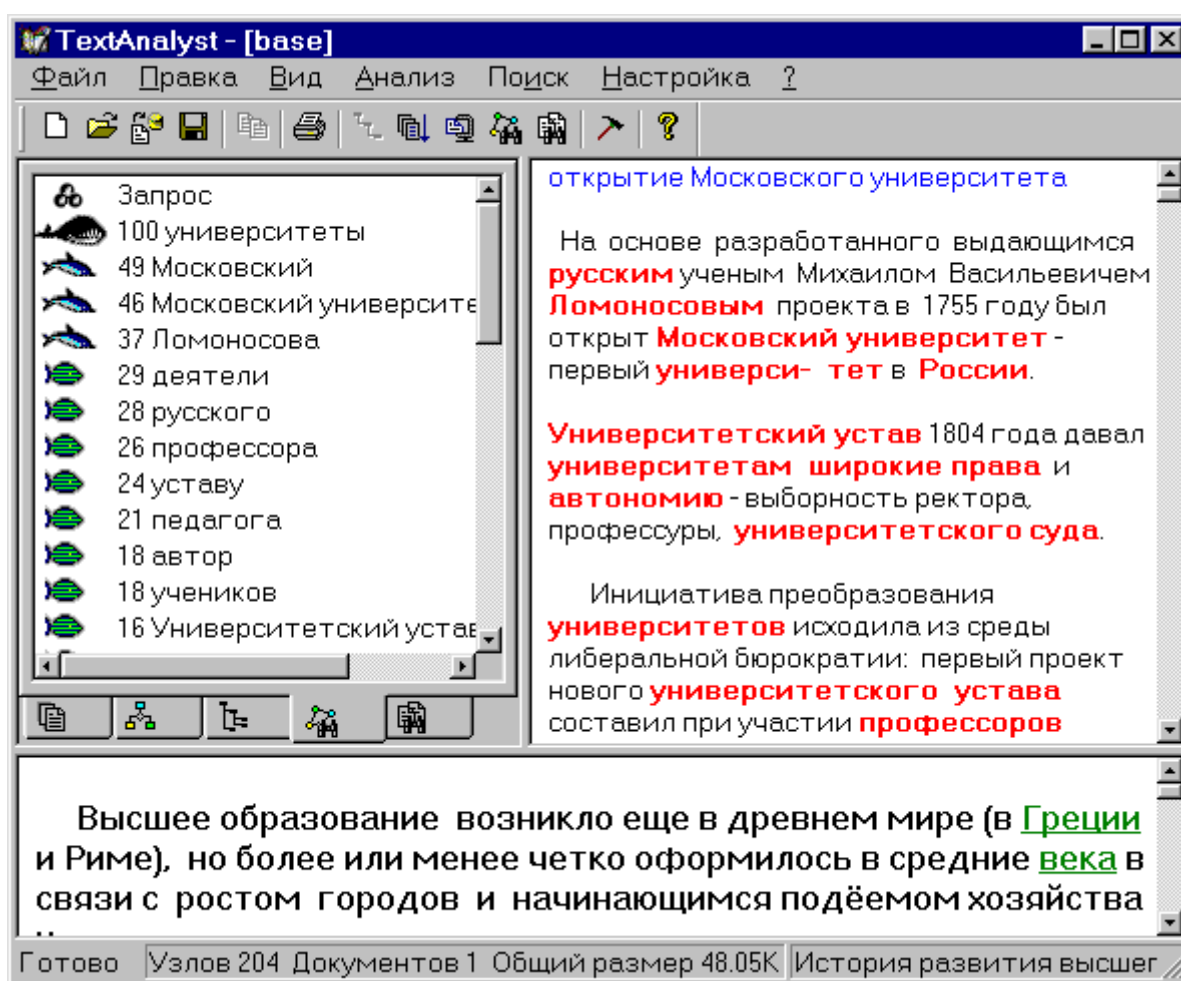 TextAnalyst - [base]
Файл Правка Вид Анализ Поиск Настройка ?
Запрос
100 университеты
49 Московский
46 Московский университе
37 Ломоносова
29 деятели
28 русского
26 профессора
24 уставу
21 педагога
18 автор
18 учеников
16 Университетский устав
открытие Московского университета
На основе разработанного выдающимся
русским ученым Михаилом Васильевичем
Ломоносовым проекта в 1755 году был
открыт Московский университет -
первый универси- тет в России.
Университетский устав 1804 года давал
университетам широкие права и
автономию - выборность ректора,
профессуры, университетского суда.
Инициатива преобразования
университетов исходила из среды
либеральной бюрократии: первый проект
нового университетского устава
составил при участии профессоров
Высшее образование возникло еще в древнем мире (в Греции
и Риме), но более или менее четко оформилось в средние века в
связи с ростом городов и начинающимся подёемом хозяйства
Готово Узлов 204 Документов 1 Общий размер 48.05K История развития высшег